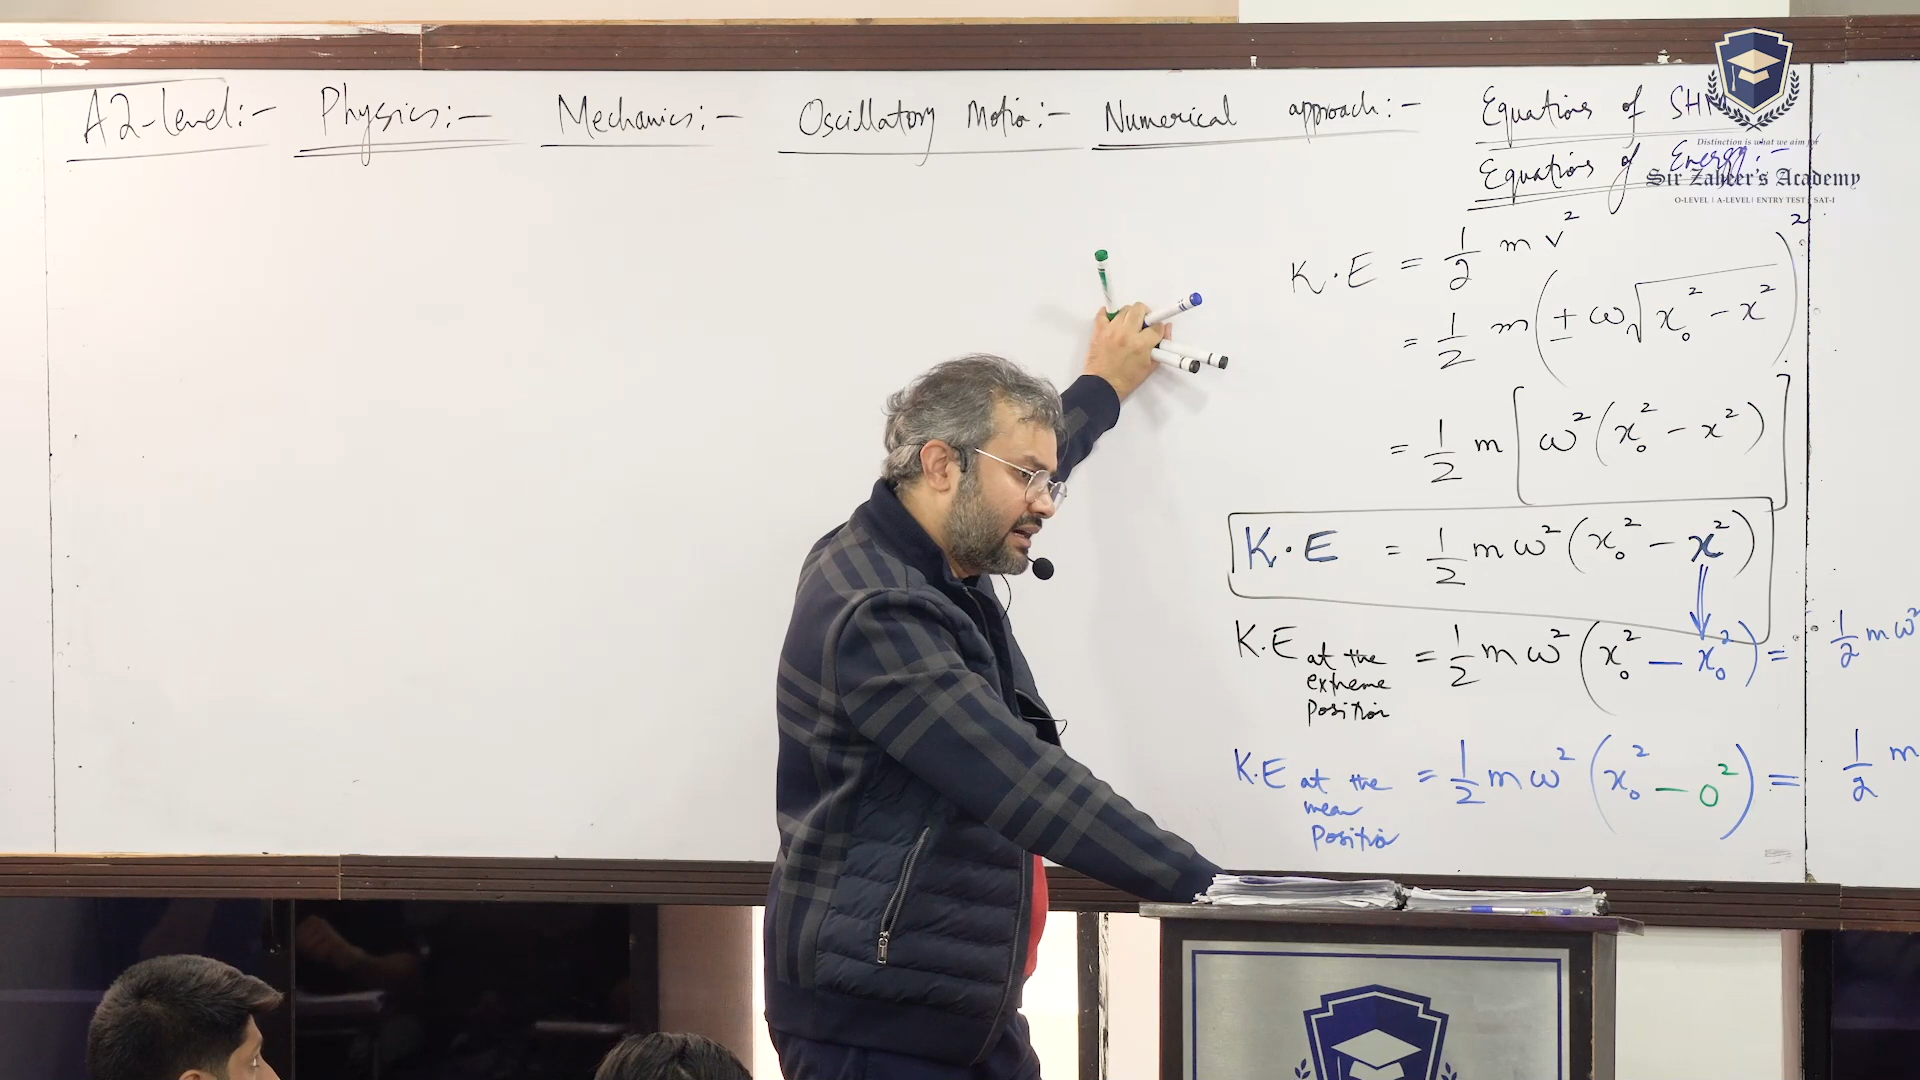 A2-level:- Physics:- Mechanics:- Oscillatory Motion:- Numerical approach:- Equations of SHM
Equations of Energy:-
Distinction is what we aim for
Sir Zaheer's Academy
O-LEVEL | A-LEVEL | ENTRY TEST | SAT-I
K.E = 1/2 m v²
= 1/2 m (± ω√(x₀² - x²))²
= 1/2 m [ω² (x₀² - x²)]
K.E = 1/2 m ω² (x₀² - x²)
K.E at the extreme position = 1/2 m ω² (x₀² - x₀²) = 1/2 m ω²
K.E at the mean Position = 1/2 m ω² (x₀² - 0²) = 1/2 m